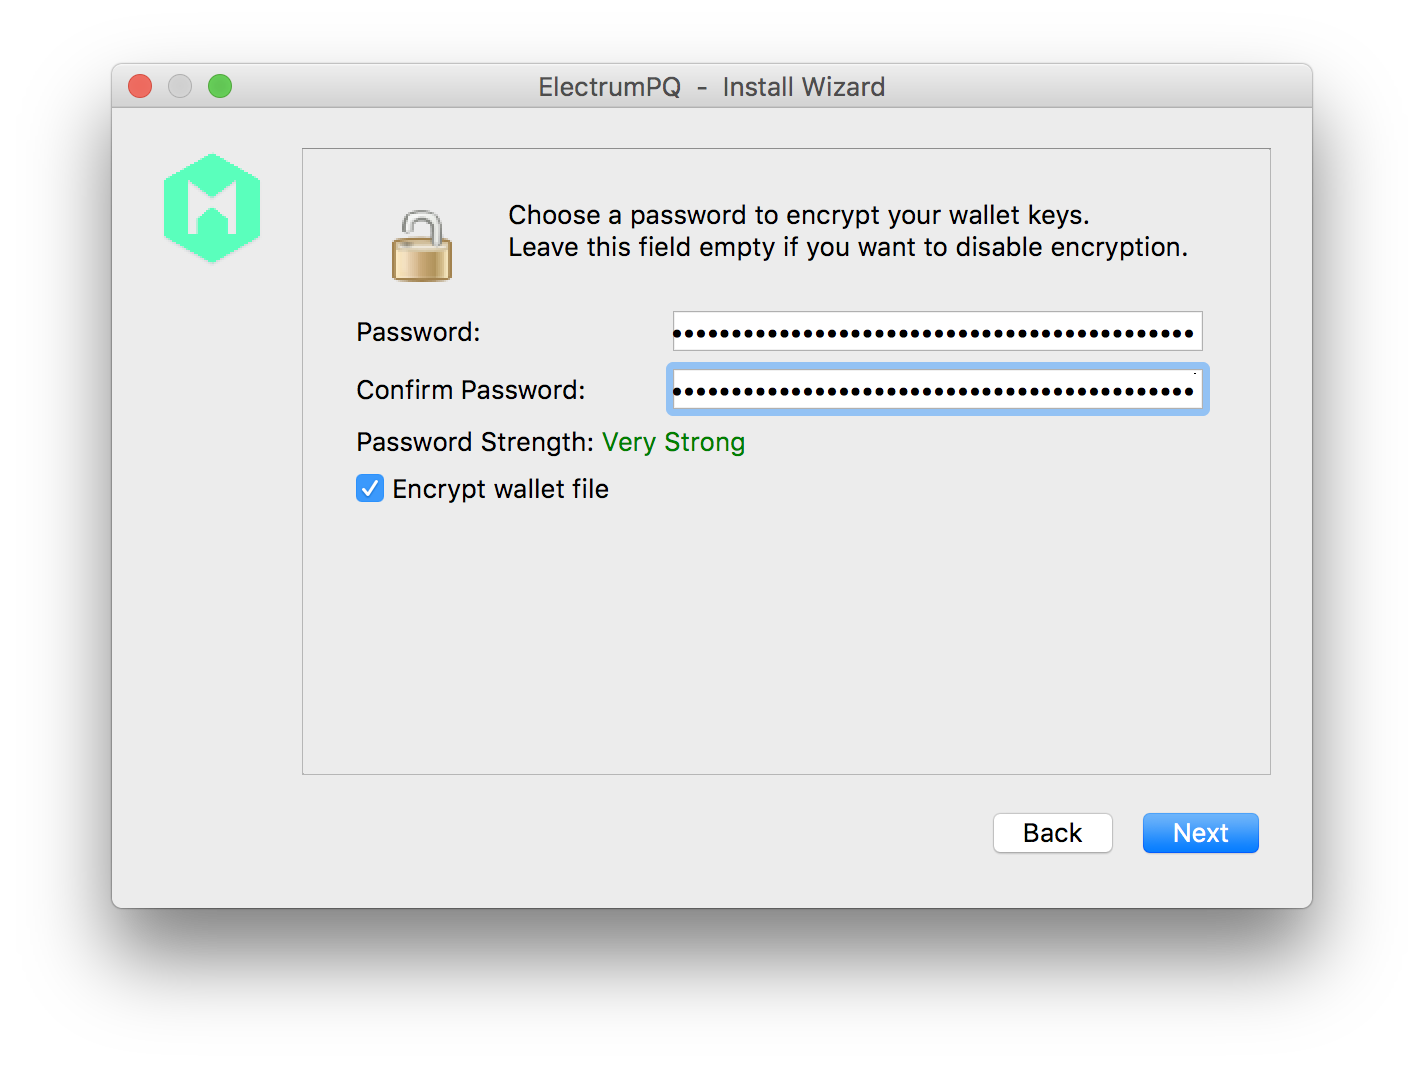 ElectrumPQ - Install Wizard
Choose a password to encrypt your wallet keys.
Leave this field empty if you want to disable encryption.
Password:
Confirm Password:
Password Strength: Very Strong
Encrypt wallet file
Back
Next